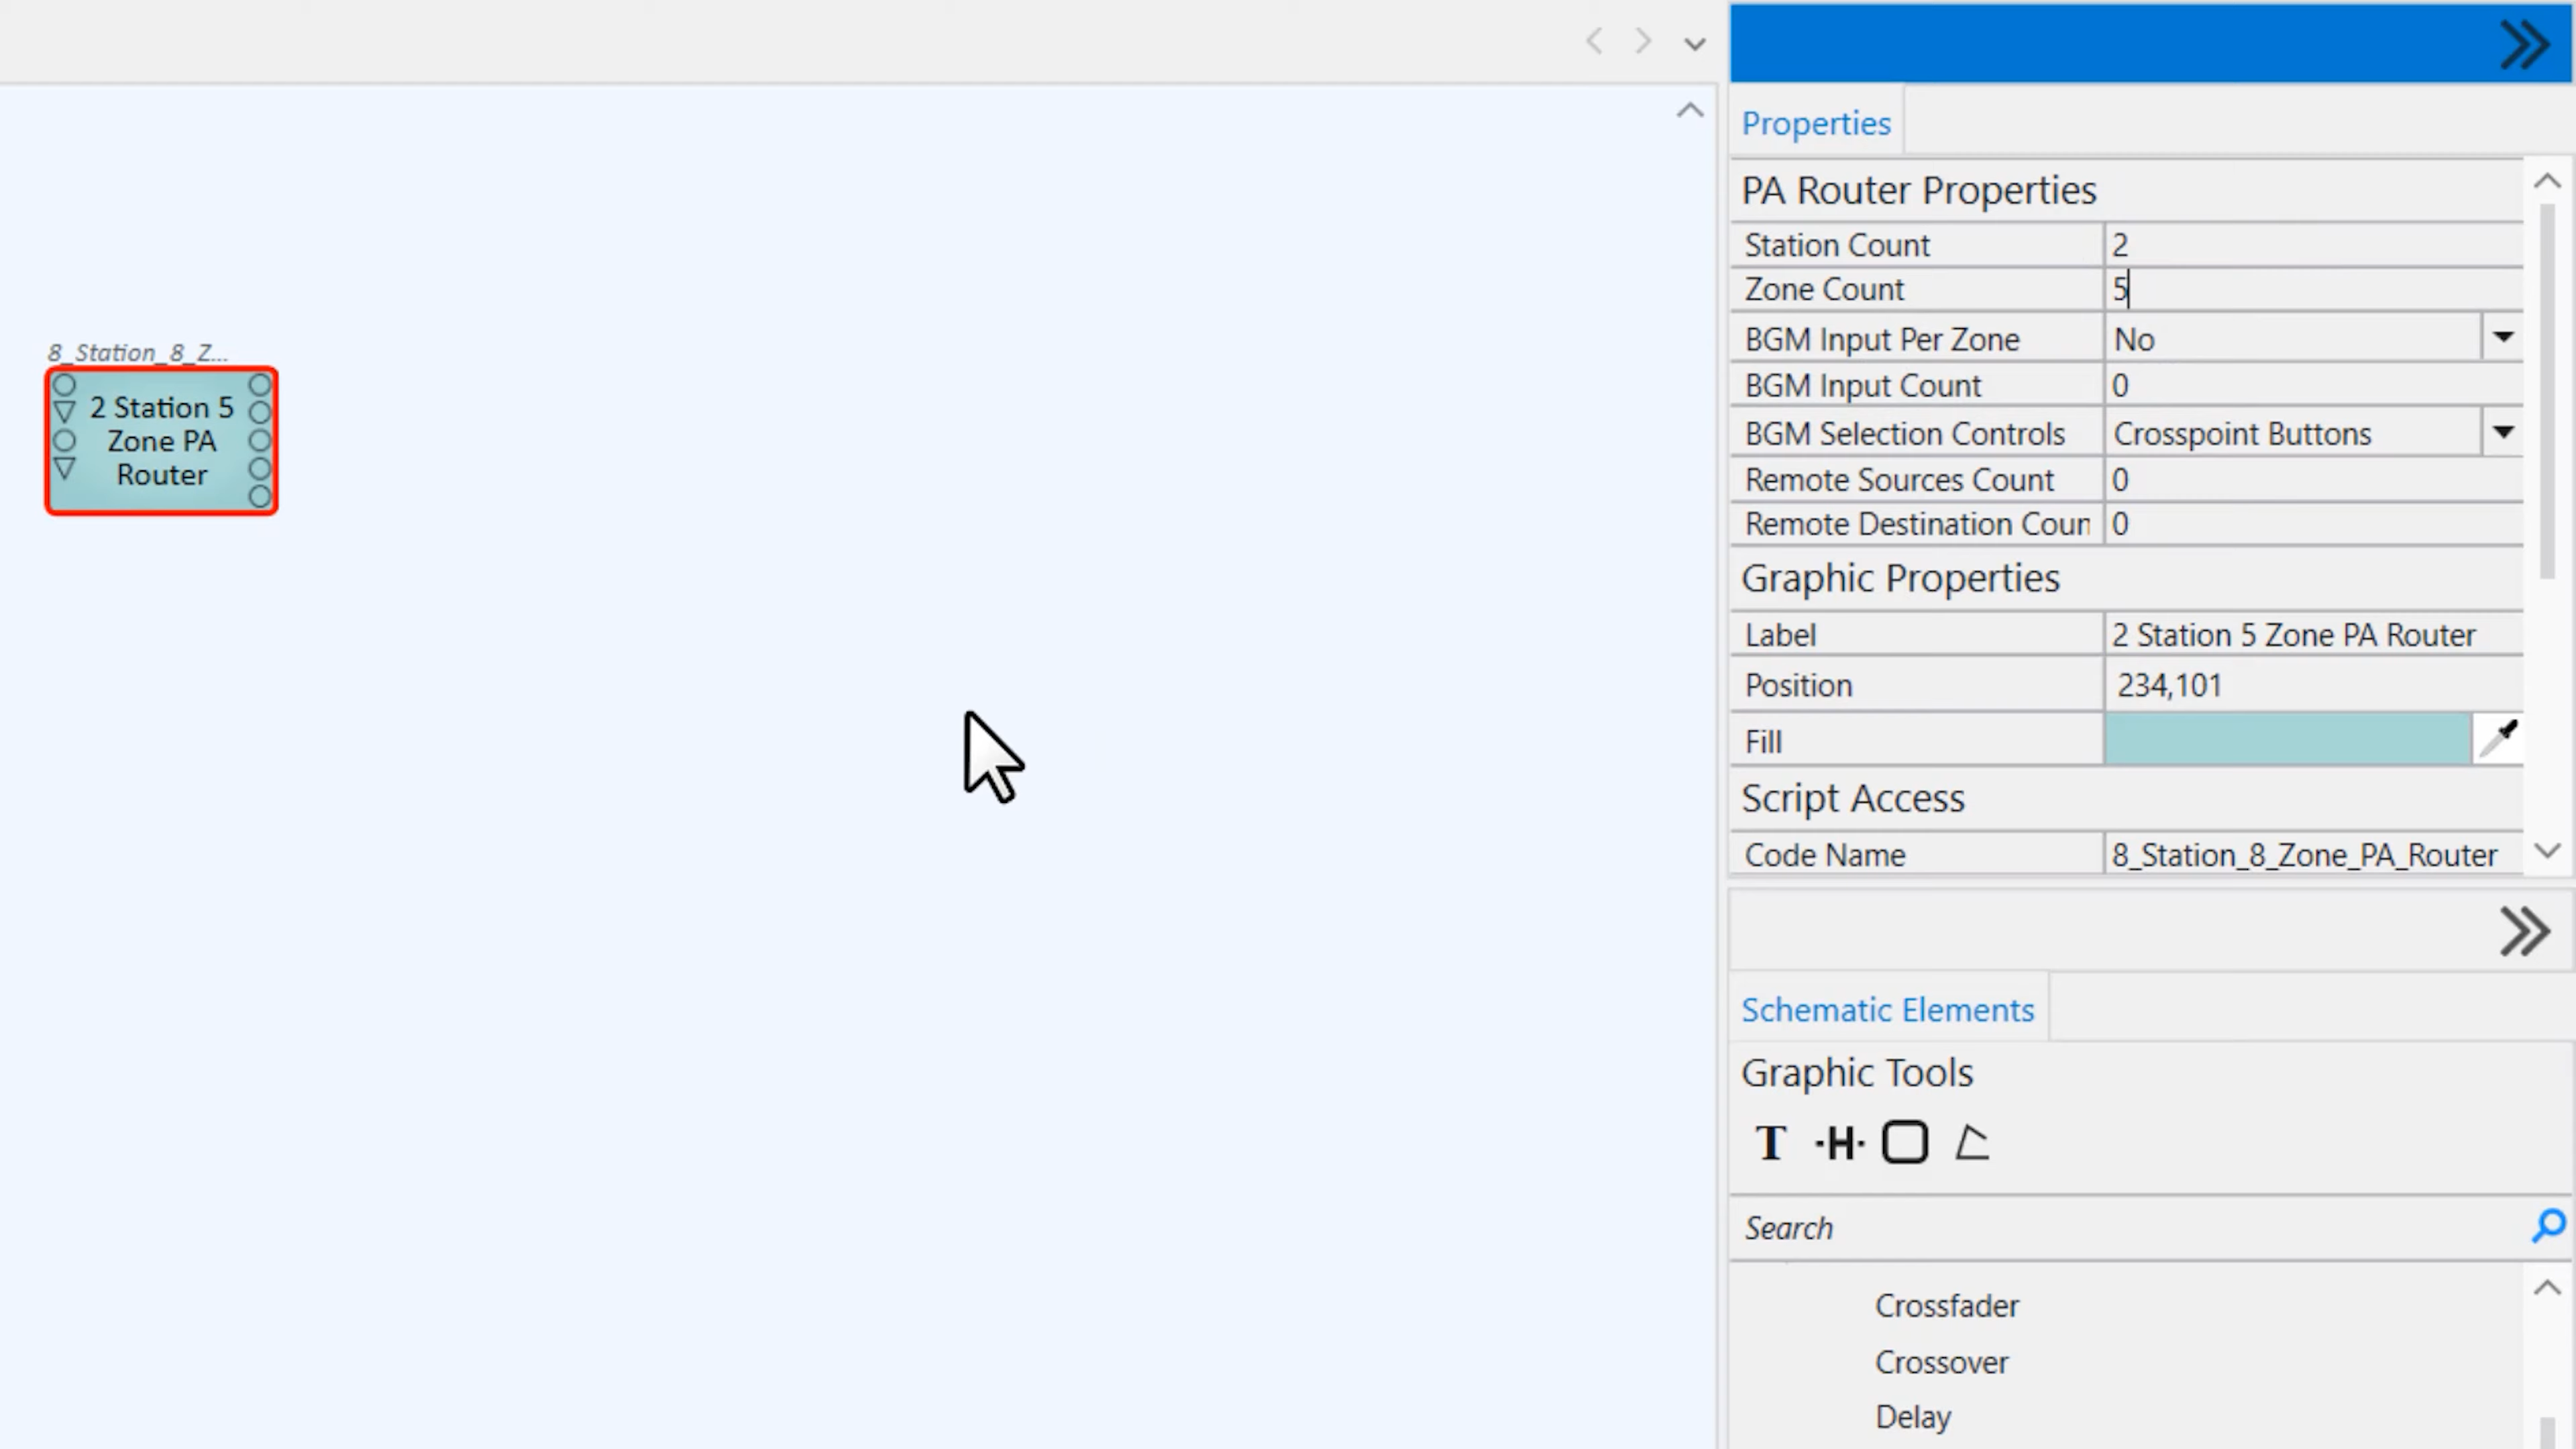 Properties
PA Router Properties
Station Count 2
Zone Count 5
BGM Input Per Zone No
BGM Input Count 0
BGM Selection Controls Crosspoint Buttons
Remote Sources Count 0
Remote Destination Coun 0
Graphic Properties
Label 2 Station 5 Zone PA Router
Position 234,101
Fill
Script Access
Code Name 8_Station_8_Zone_PA_Router
8_Station_8_Z...
2 Station 5
Zone PA
Router
Schematic Elements
Graphic Tools
T ·H·
Search
Crossfader
Crossover
Delay